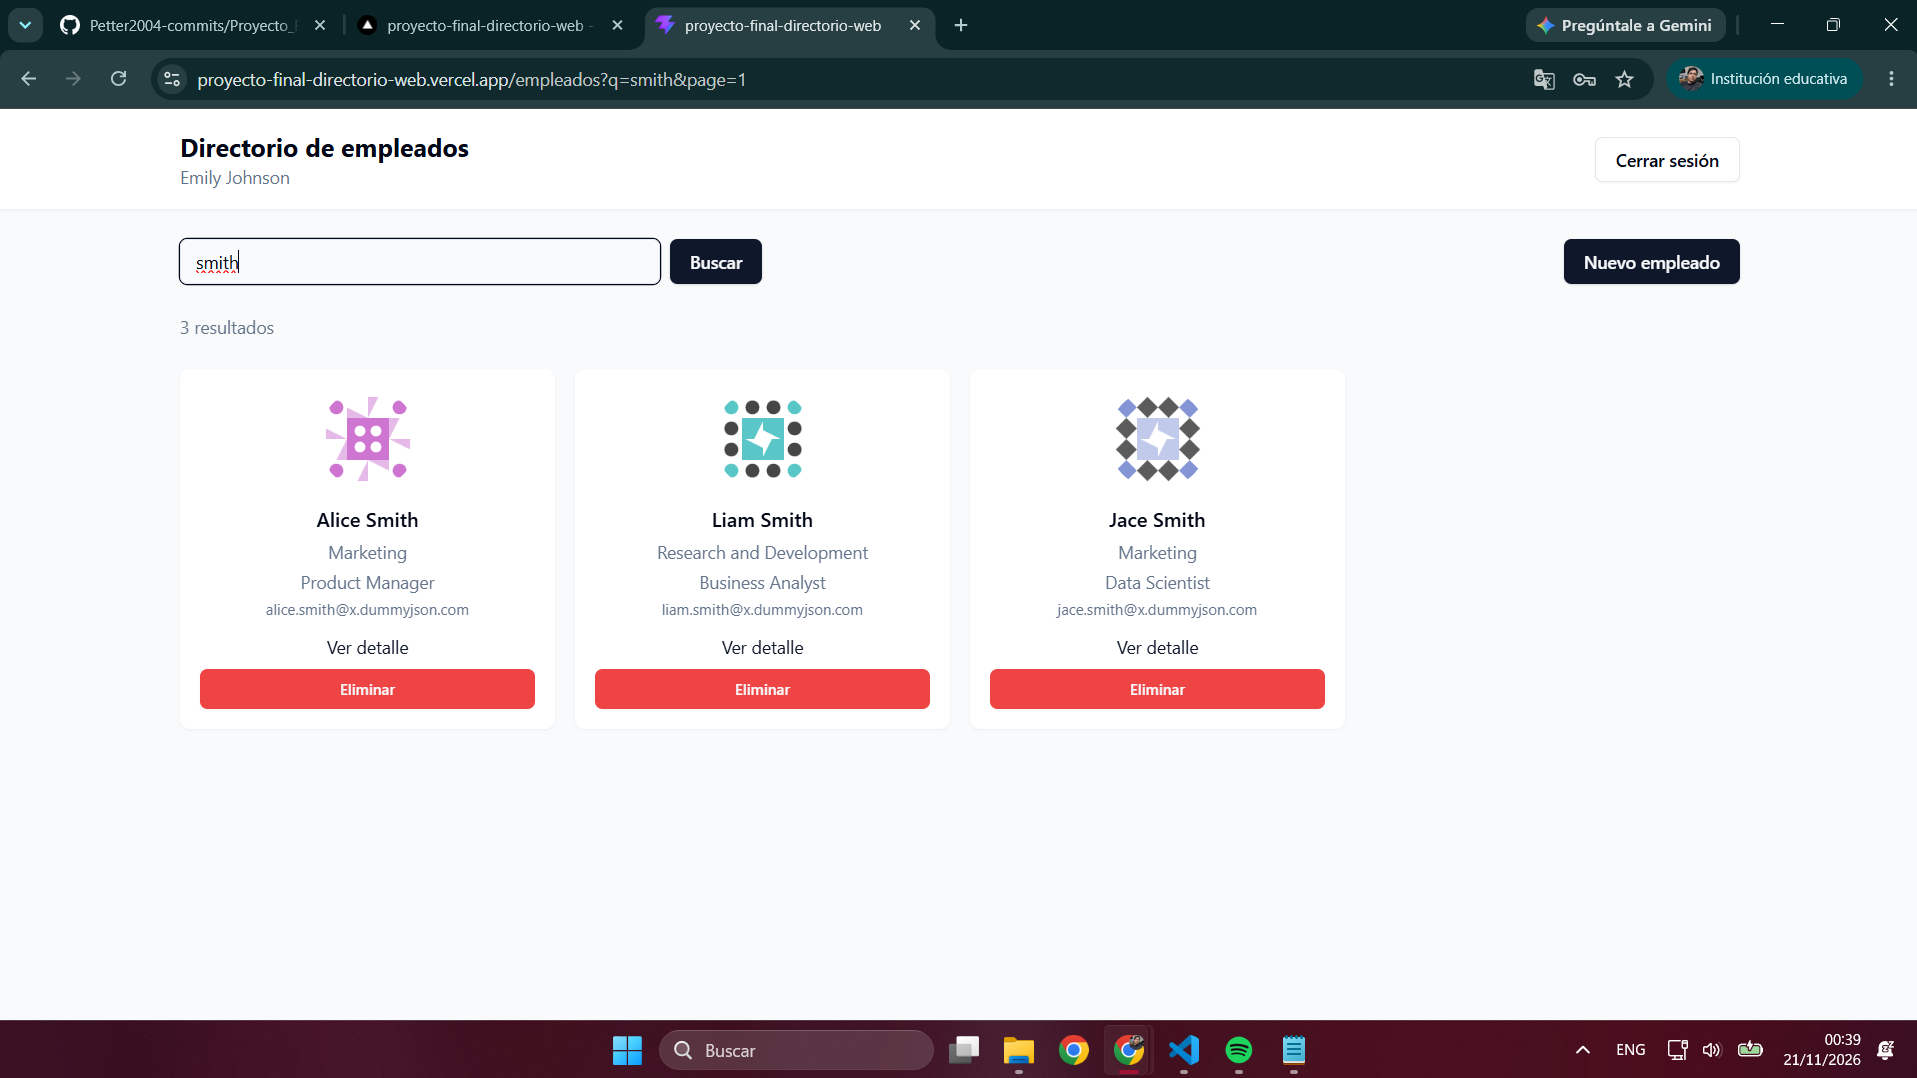 Petter2004-commits/Proyecto_F
proyecto-final-directorio-web -
proyecto-final-directorio-web
Pregúntale a Gemini
proyecto-final-directorio-web.vercel.app/empleados?q=smith&page=1
Institución educativa
Directorio de empleados
Emily Johnson
Cerrar sesión
smith
Buscar
Nuevo empleado
3 resultados
Alice Smith
Marketing
Product Manager
alice.smith@x.dummyjson.com
Ver detalle
Eliminar
Liam Smith
Research and Development
Business Analyst
liam.smith@x.dummyjson.com
Ver detalle
Eliminar
Jace Smith
Marketing
Data Scientist
jace.smith@x.dummyjson.com
Ver detalle
Eliminar
Buscar
ENG
00:39
21/11/2026